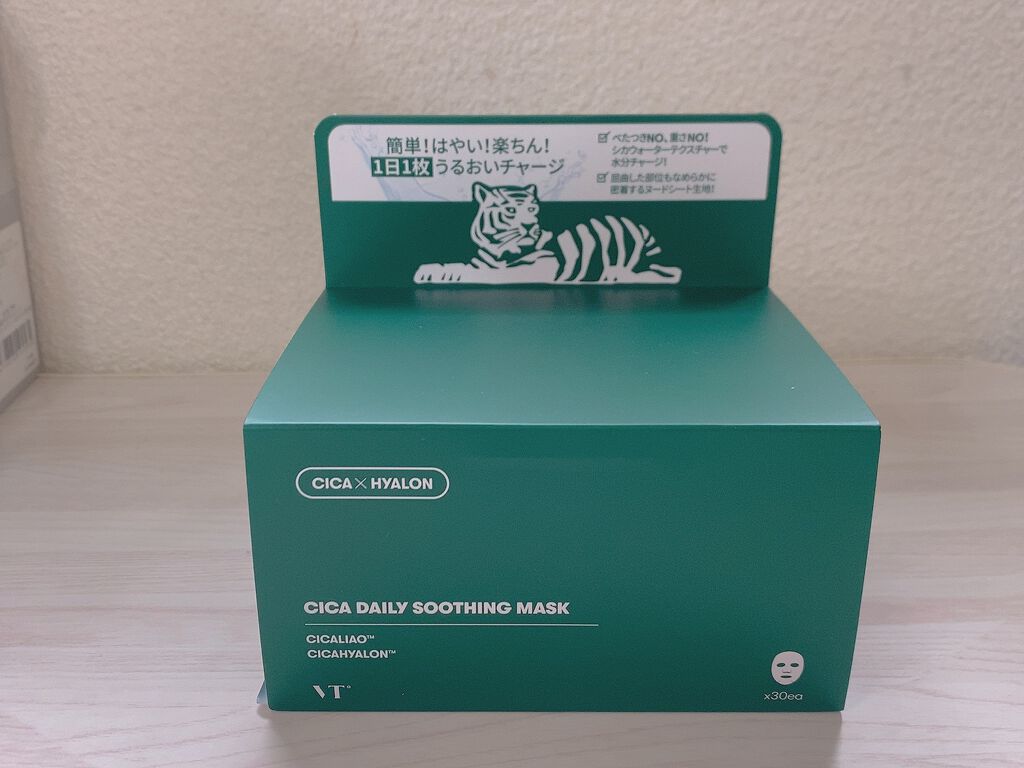 簡単!はやい!楽ちん!
1日1枚うるおいチャージ
べたつきNO、重さNO!
シカウォーターテクスチャーで
水分チャージ!
屈曲した部位もなめらかに
密着するヌードシート生地!
CICA×HYALON
CICA DAILY SOOTHING MASK
CICALIAO™
CICAHYALON™
VT°
x30ea